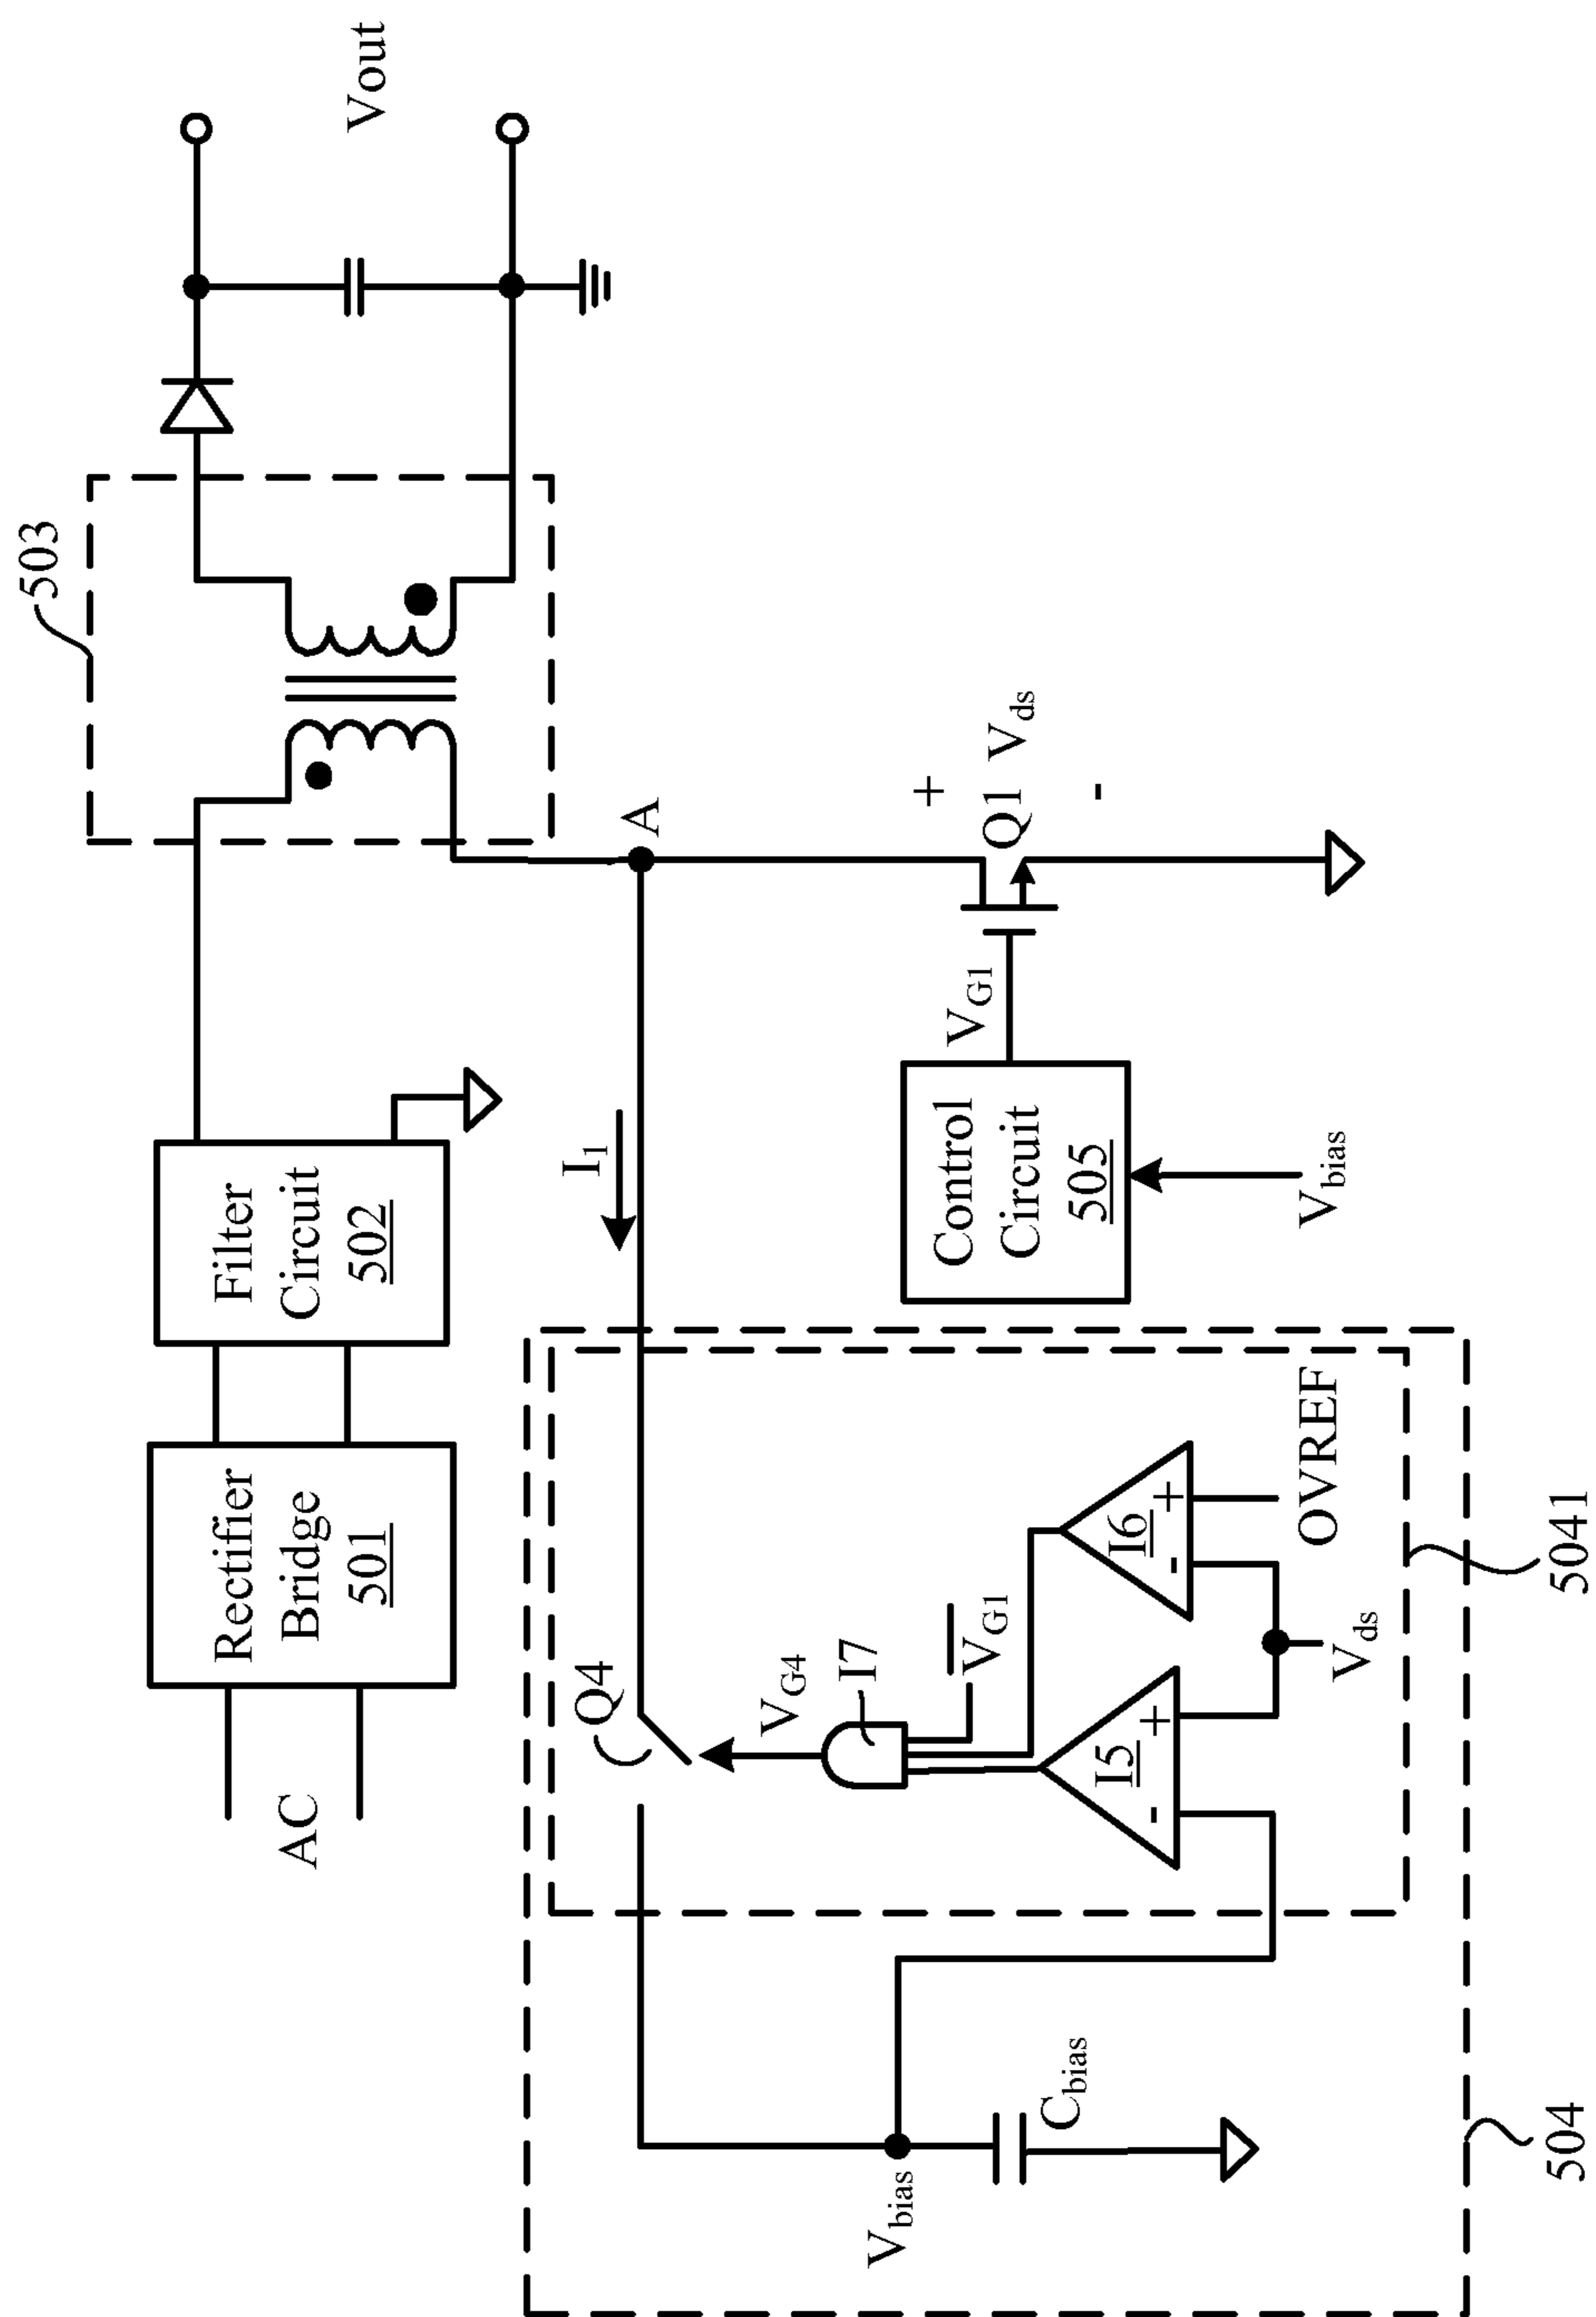 503
Vout
AC
Rectifier
Bridge
501
Filter
Circuit
502
A
I1
Q4
VG4
I7
V̅G1
I5
-
+
I6
-
+
Vds
OVREF
Vbias
Cbias
Control
Circuit
505
VG1
Vbias
+
Q1 Vds
-
504
5041